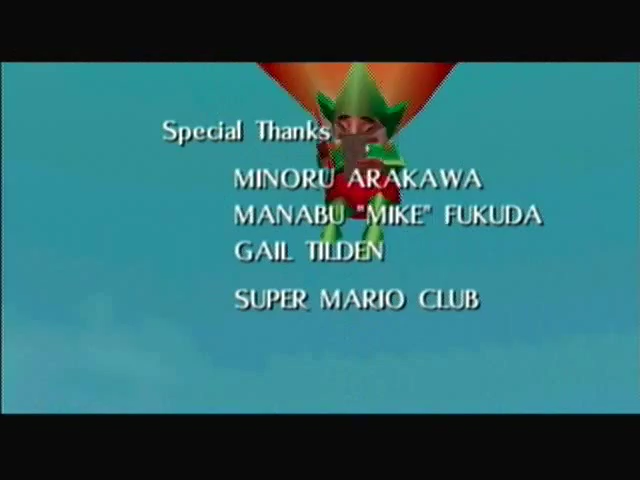 Special Thanks
MINORU ARAKAWA
MANABU "MIKE" FUKUDA
GAIL TILDEN
SUPER MARIO CLUB